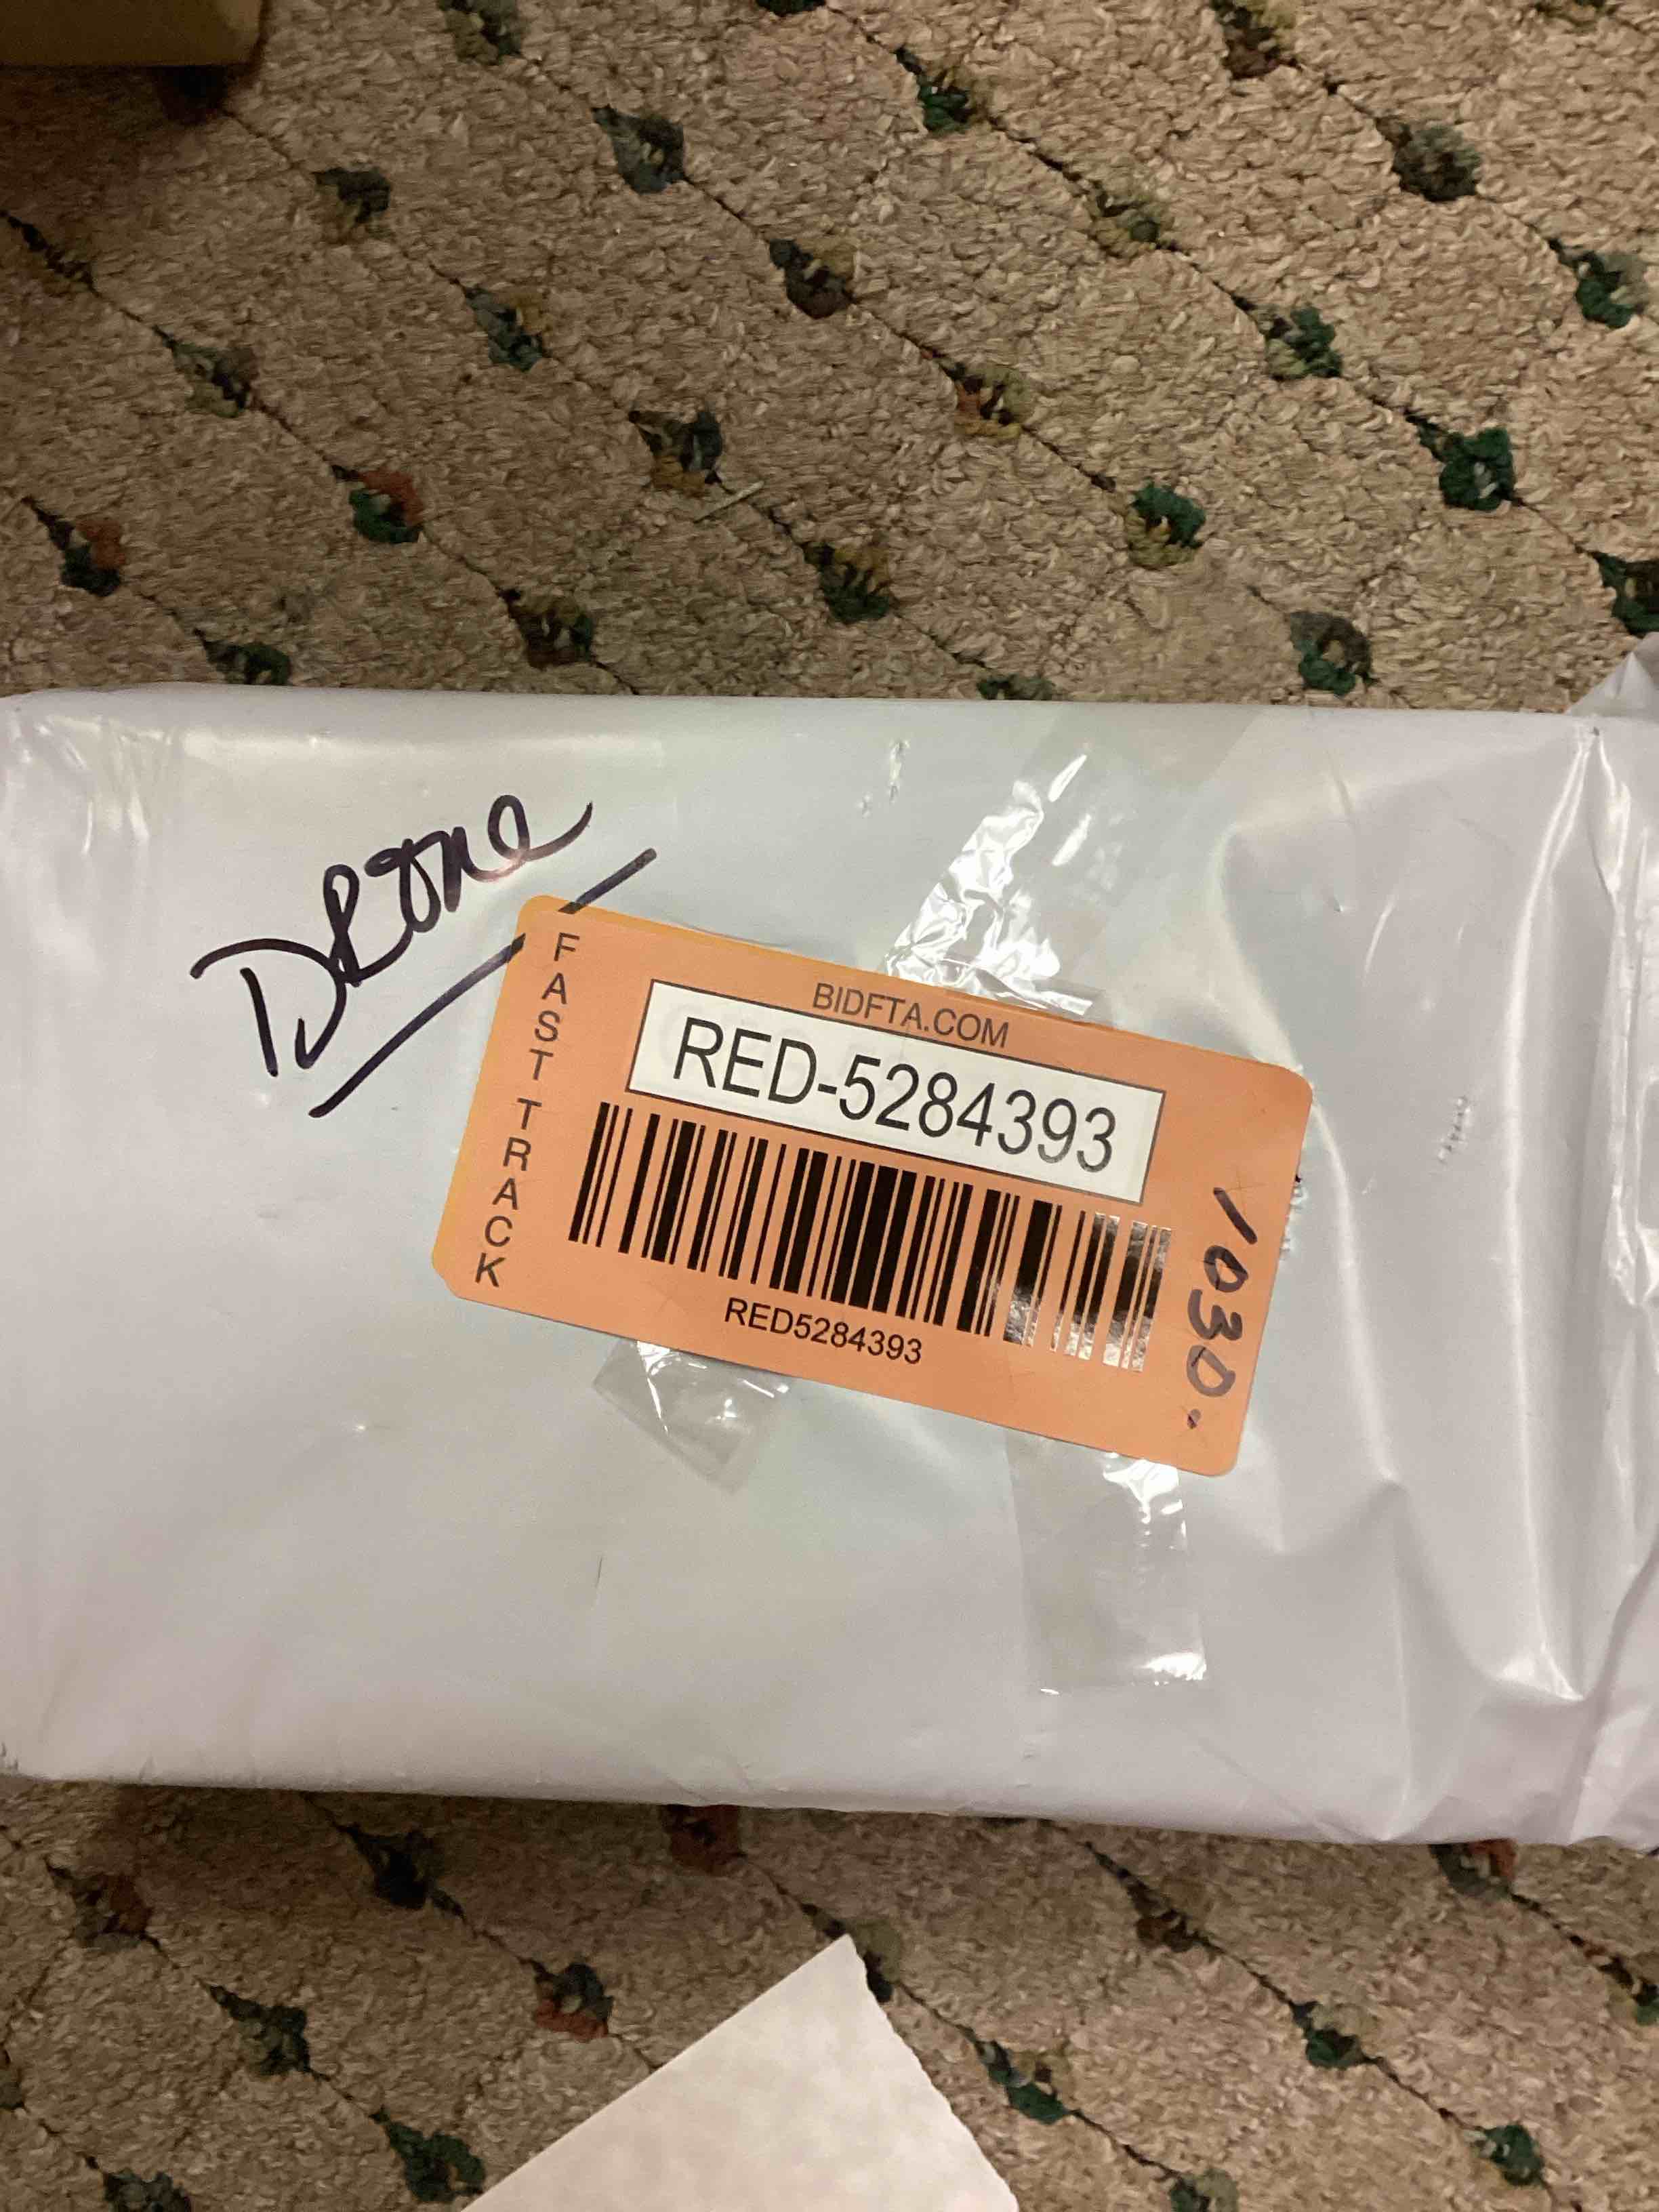 DRone
FAST TRACK
BIDFTA.COM
RED-5284393
RED5284393
1030.